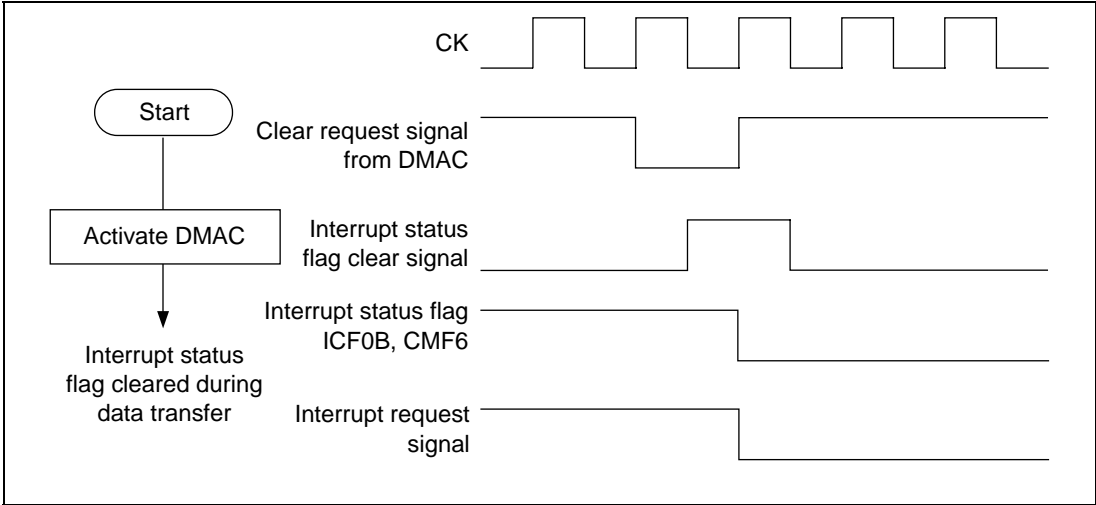 CK
Start
Clear request signal
from DMAC
Activate DMAC
Interrupt status
flag clear signal
Interrupt status flag
ICF0B, CMF6
Interrupt status
flag cleared during
data transfer
Interrupt request
signal